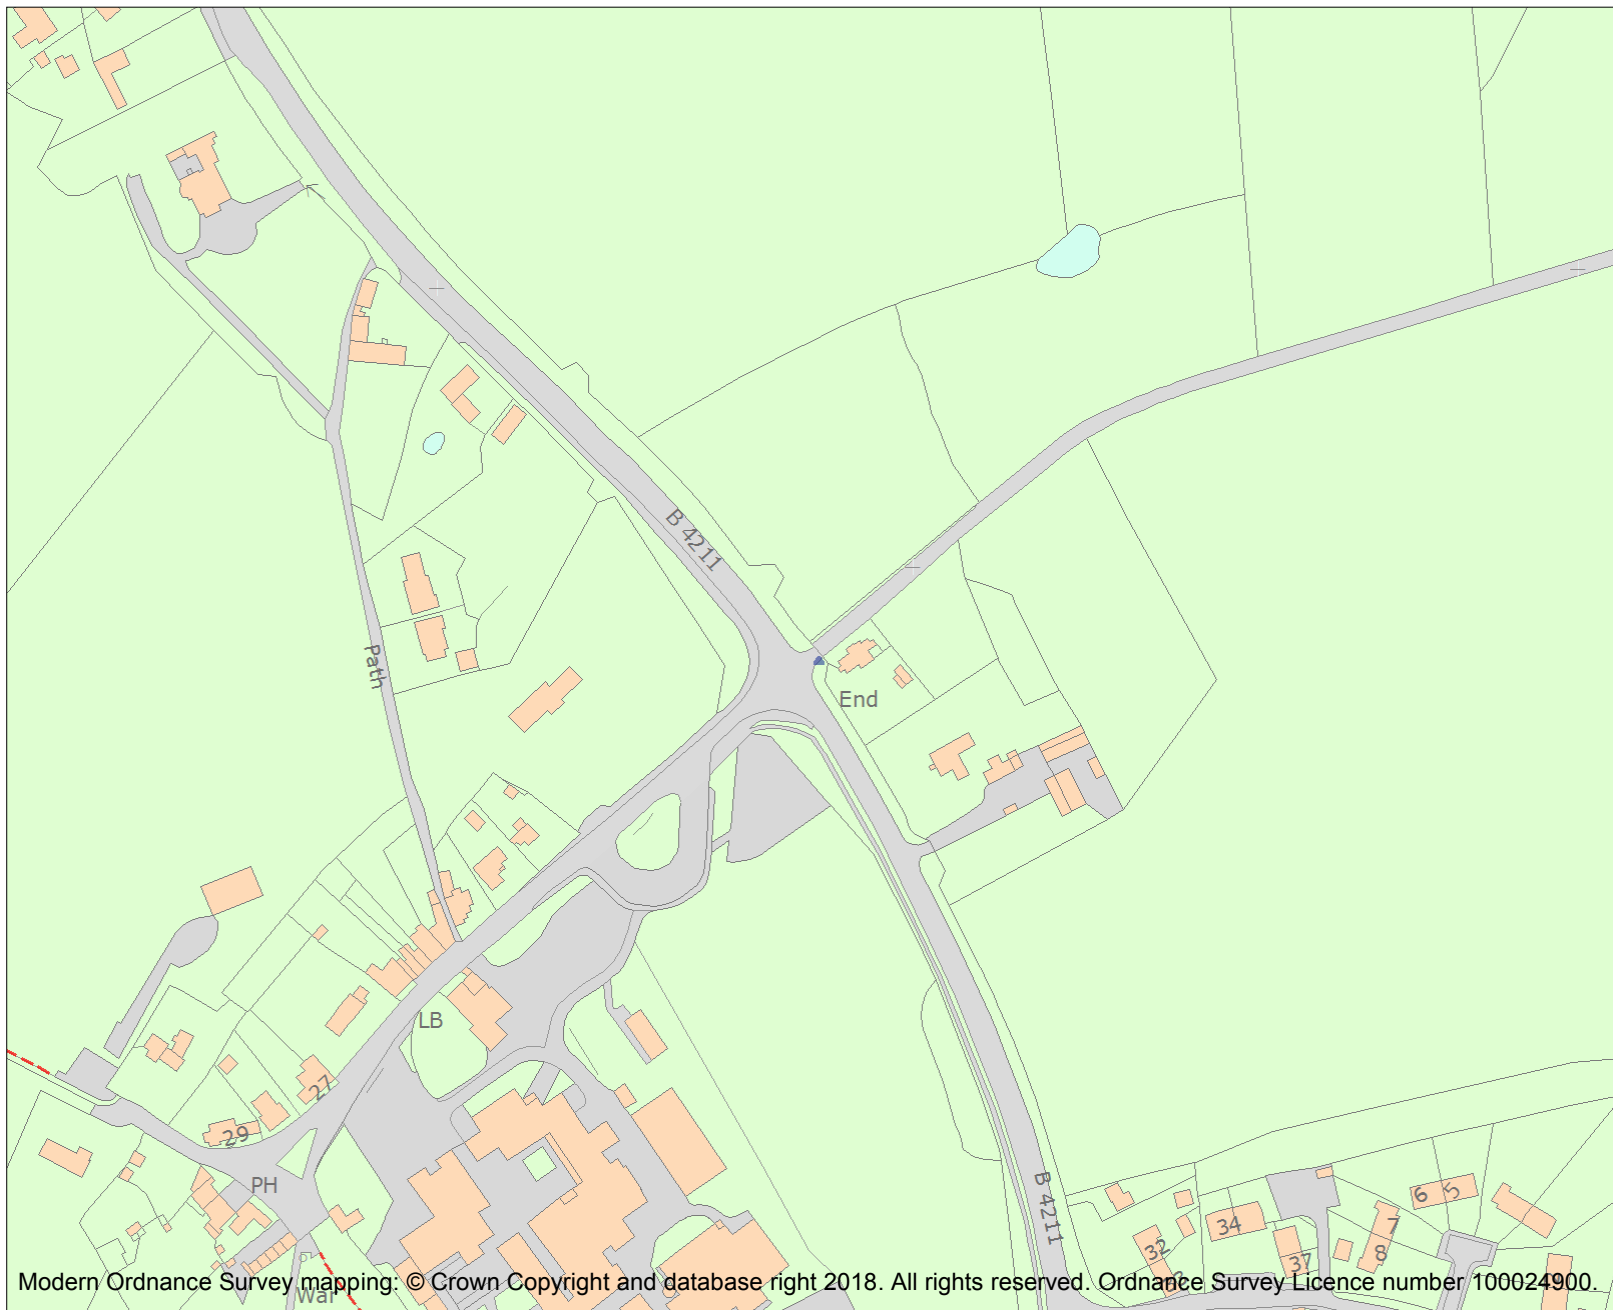 B 4211
Path
End
LB
27
29
PH
B 4211
6
5
34
7
32
8
37
War
Modern Ordnance Survey mapping: © Crown Copyright and database right 2018. All rights reserved. Ordnance Survey Licence number 100024900.